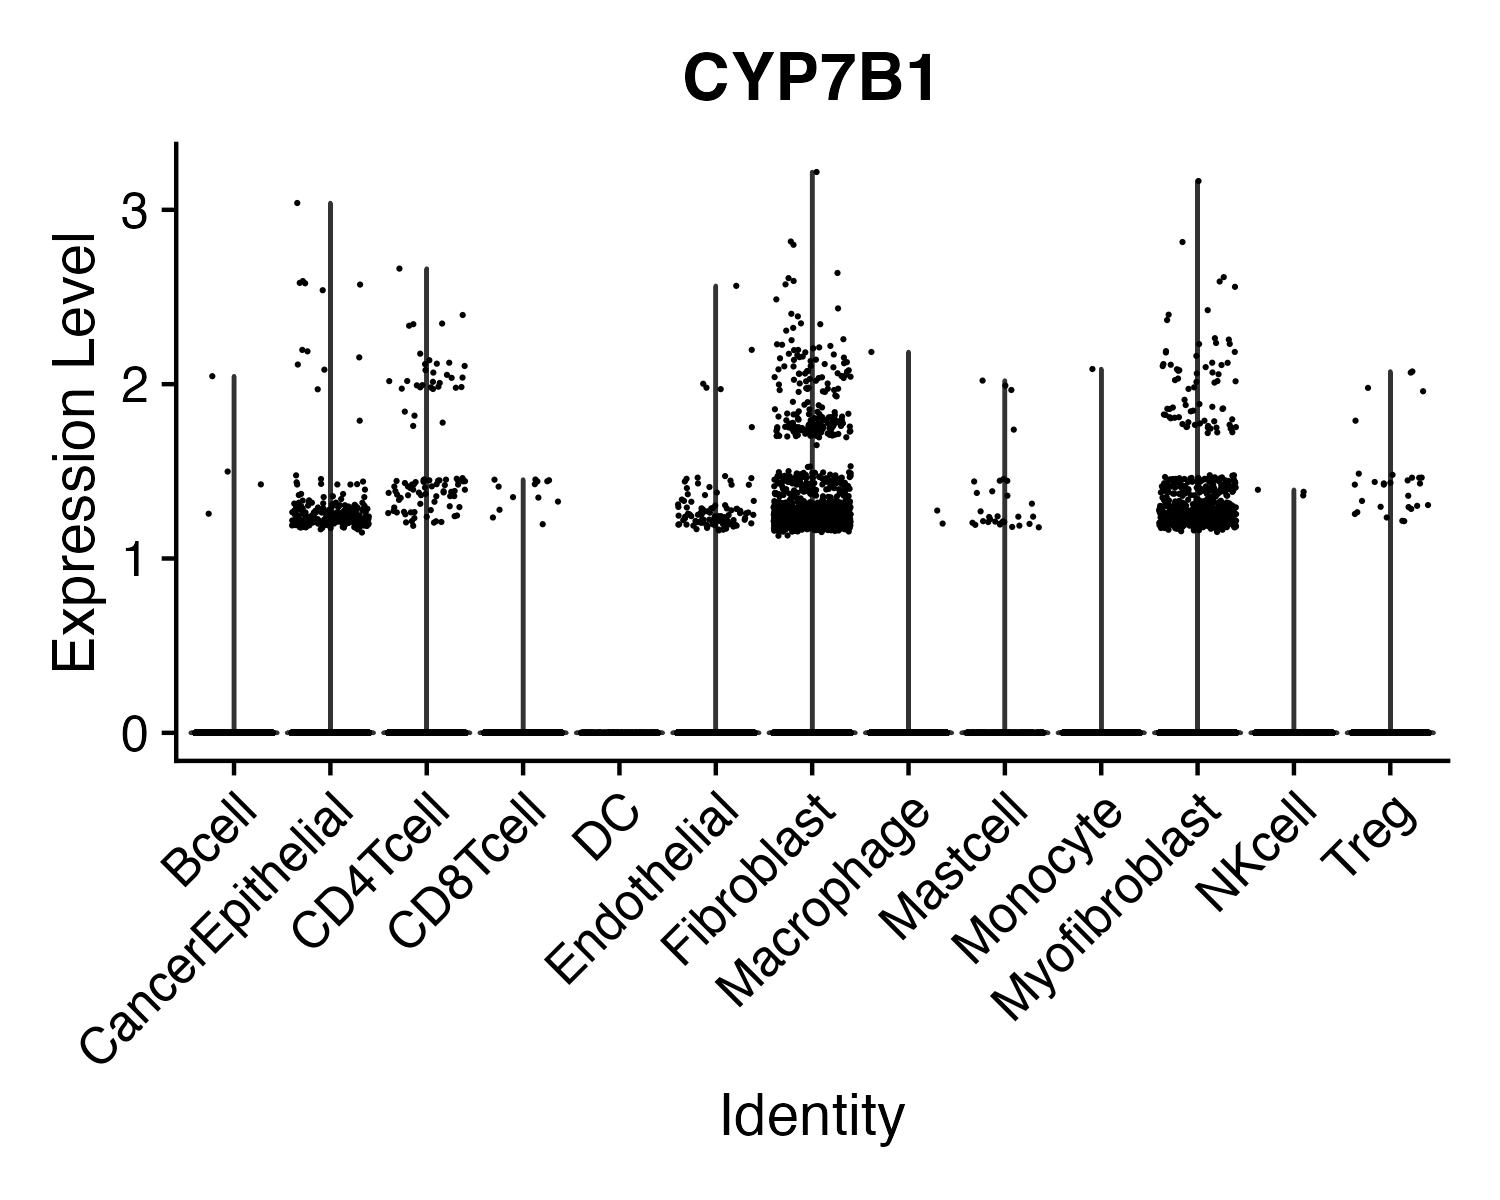 CYP7B1
Expression Level
3
2
1
0
Bcell
CancerEpithelial
CD4Tcell
CD8Tcell
DC
Endothelial
Fibroblast
Macrophage
Mastcell
Monocyte
Myofibroblast
NKcell
Treg
Identity